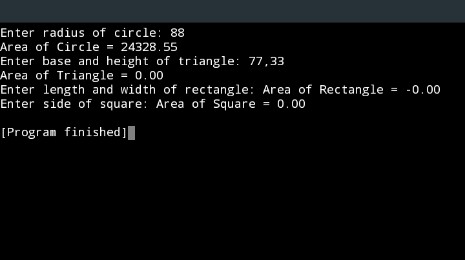 Enter radius of circle: 88
Area of Circle = 24328.55
Enter base and height of triangle: 77,33
Area of Triangle = 0.00
Enter length and width of rectangle: Area of Rectangle = -0.00
Enter side of square: Area of Square = 0.00
[Program finished]